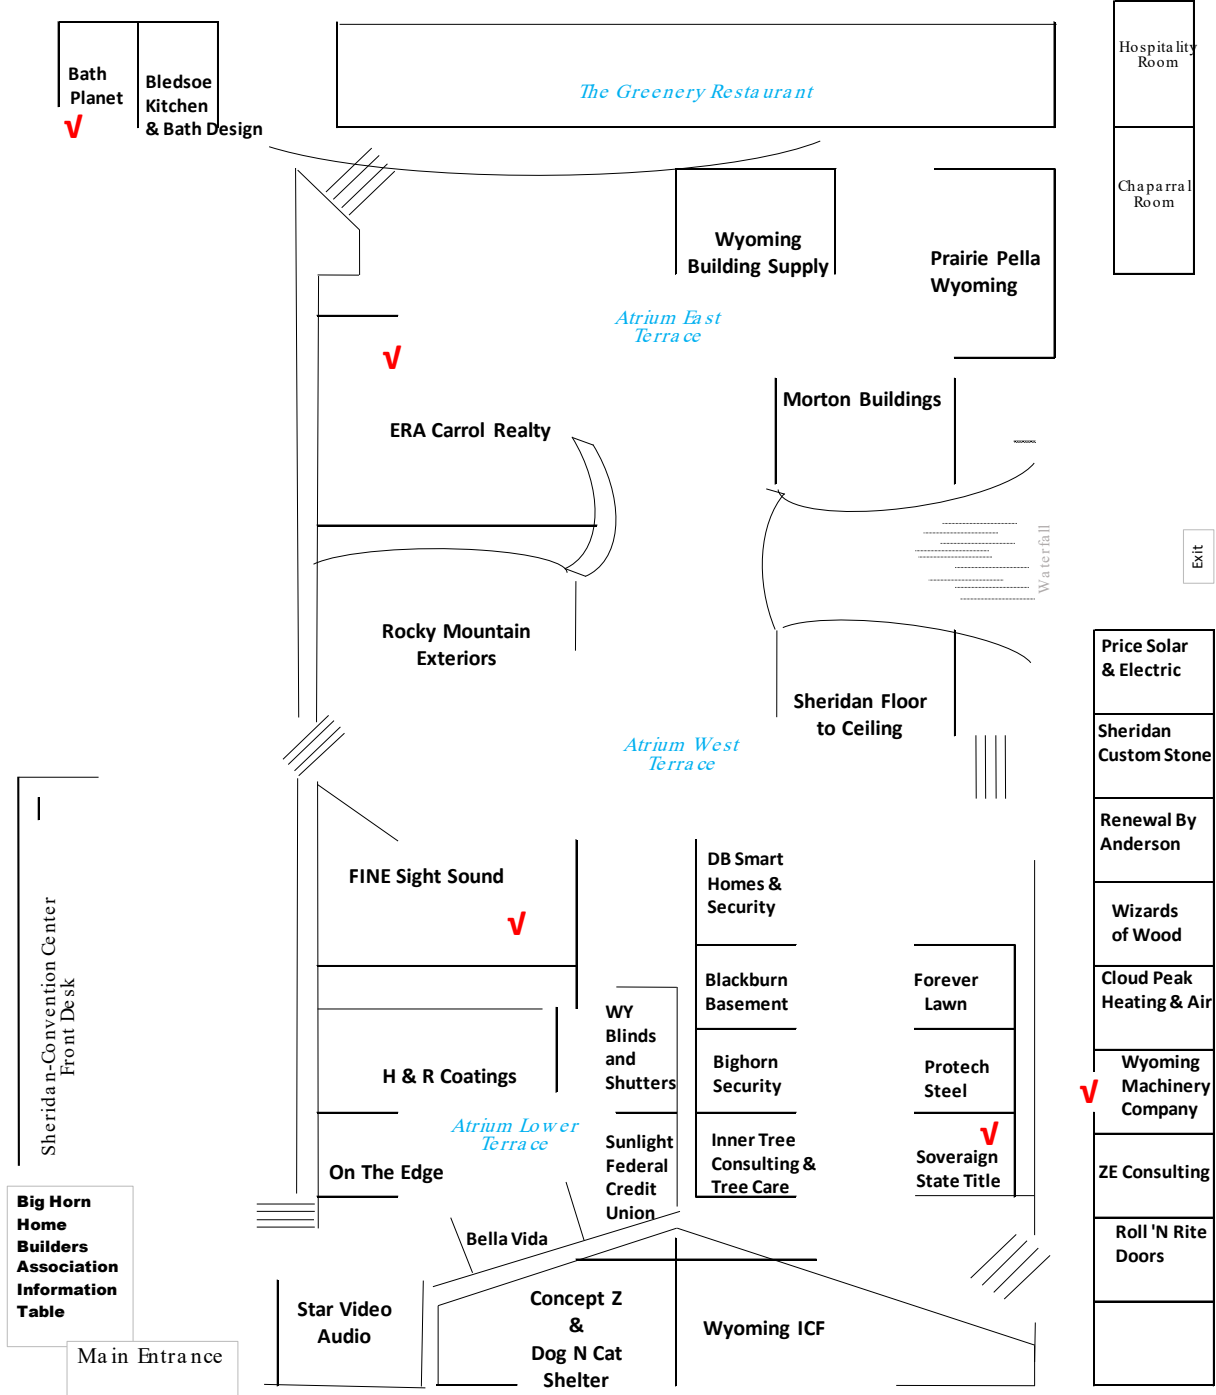 Bath
Planet
√
Bledsoe
Kitchen
& Bath Design
The Greenery Restaurant
Hospitality
Room
Chaparral
Room
Wyoming
Building Supply
Prairie Pella
Wyoming
Atrium East
Terrace
√
ERA Carrol Realty
Morton Buildings
Waterfall
Exit
Rocky Mountain
Exteriors
Sheridan Floor
to Ceiling
Atrium West
Terrace
Price Solar
& Electric
Sheridan
Custom Stone
Renewal By
Anderson
Wizards
of Wood
Cloud Peak
Heating & Air
√
Wyoming
Machinery
Company
ZE Consulting
Roll 'N Rite
Doors
FINE Sight Sound
√
DB Smart
Homes &
Security
Blackburn
Basement
Forever
Lawn
WY
Blinds
and
Shutters
Bighorn
Security
Protech
Steel
H & R Coatings
Atrium Lower
Terrace
Sunlight
Federal
Credit
Union
Inner Tree
Consulting &
Tree Care
√
Soveraign
State Title
On The Edge
Bella Vida
Sheridan-Convention Center
Front Desk
Big Horn
Home
Builders
Association
Information
Table
Main Entrance
Star Video
Audio
Concept Z
&
Dog N Cat
Shelter
Wyoming ICF